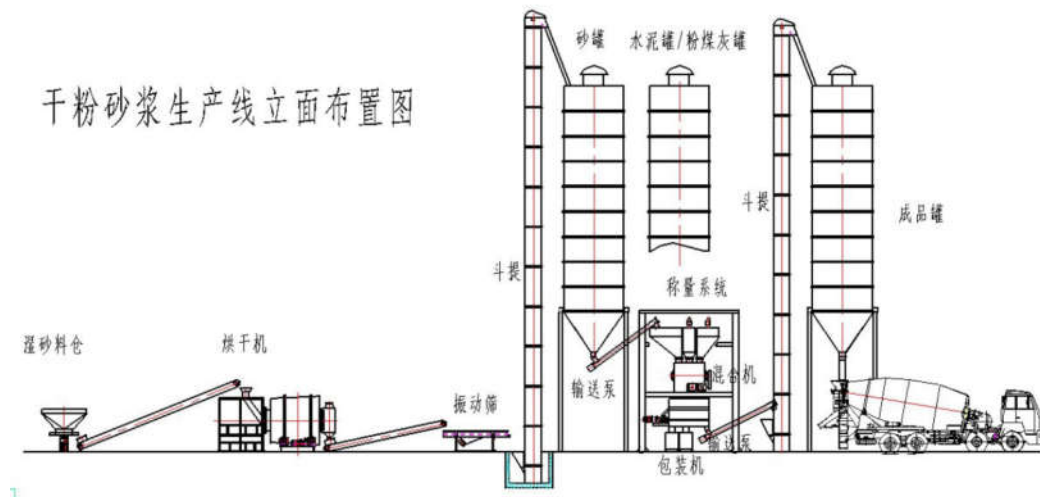 砂罐
水泥罐/粉煤灰罐
干粉砂浆生产线立面布置图
斗提
成品罐
斗提
称量系统
湿砂料仓
烘干机
混合机
输送泵
振动筛
输送泵
包装机